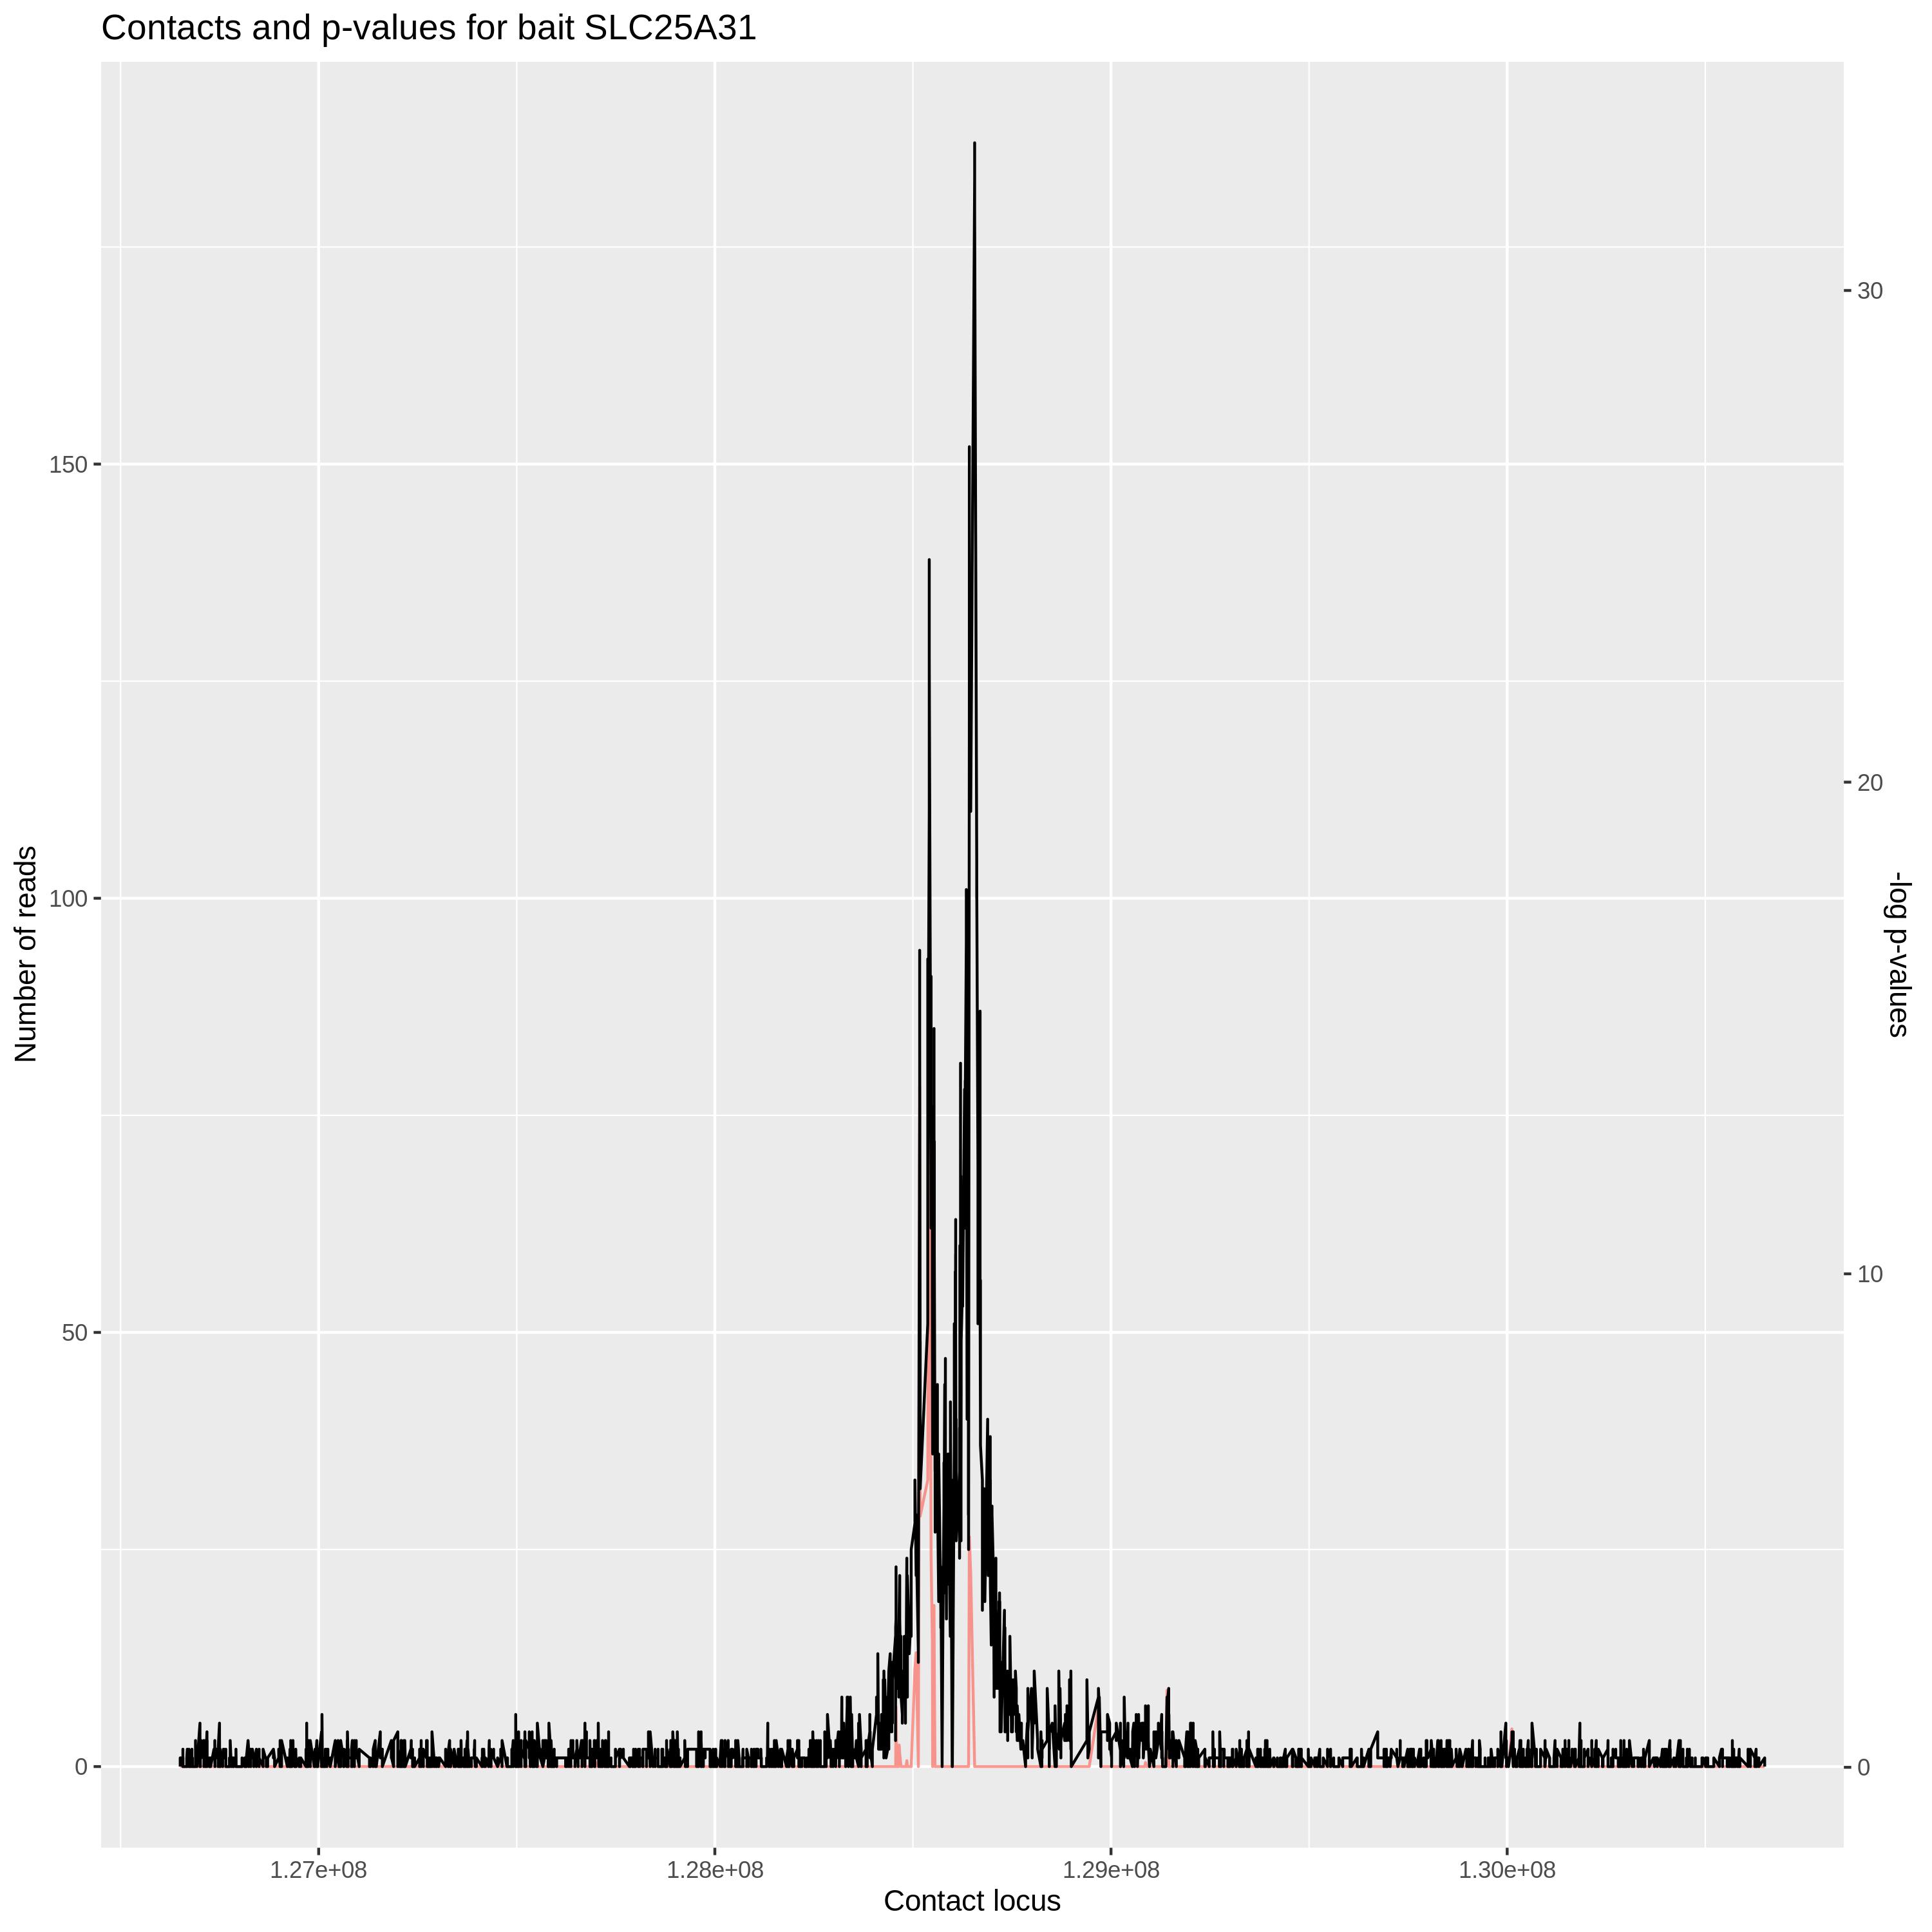 Contacts and p-values for bait SLC25A31
Number of reads
150
100
50
0
30
20
10
0
-log p-values
1.27e+08
1.28e+08
1.29e+08
1.30e+08
Contact locus